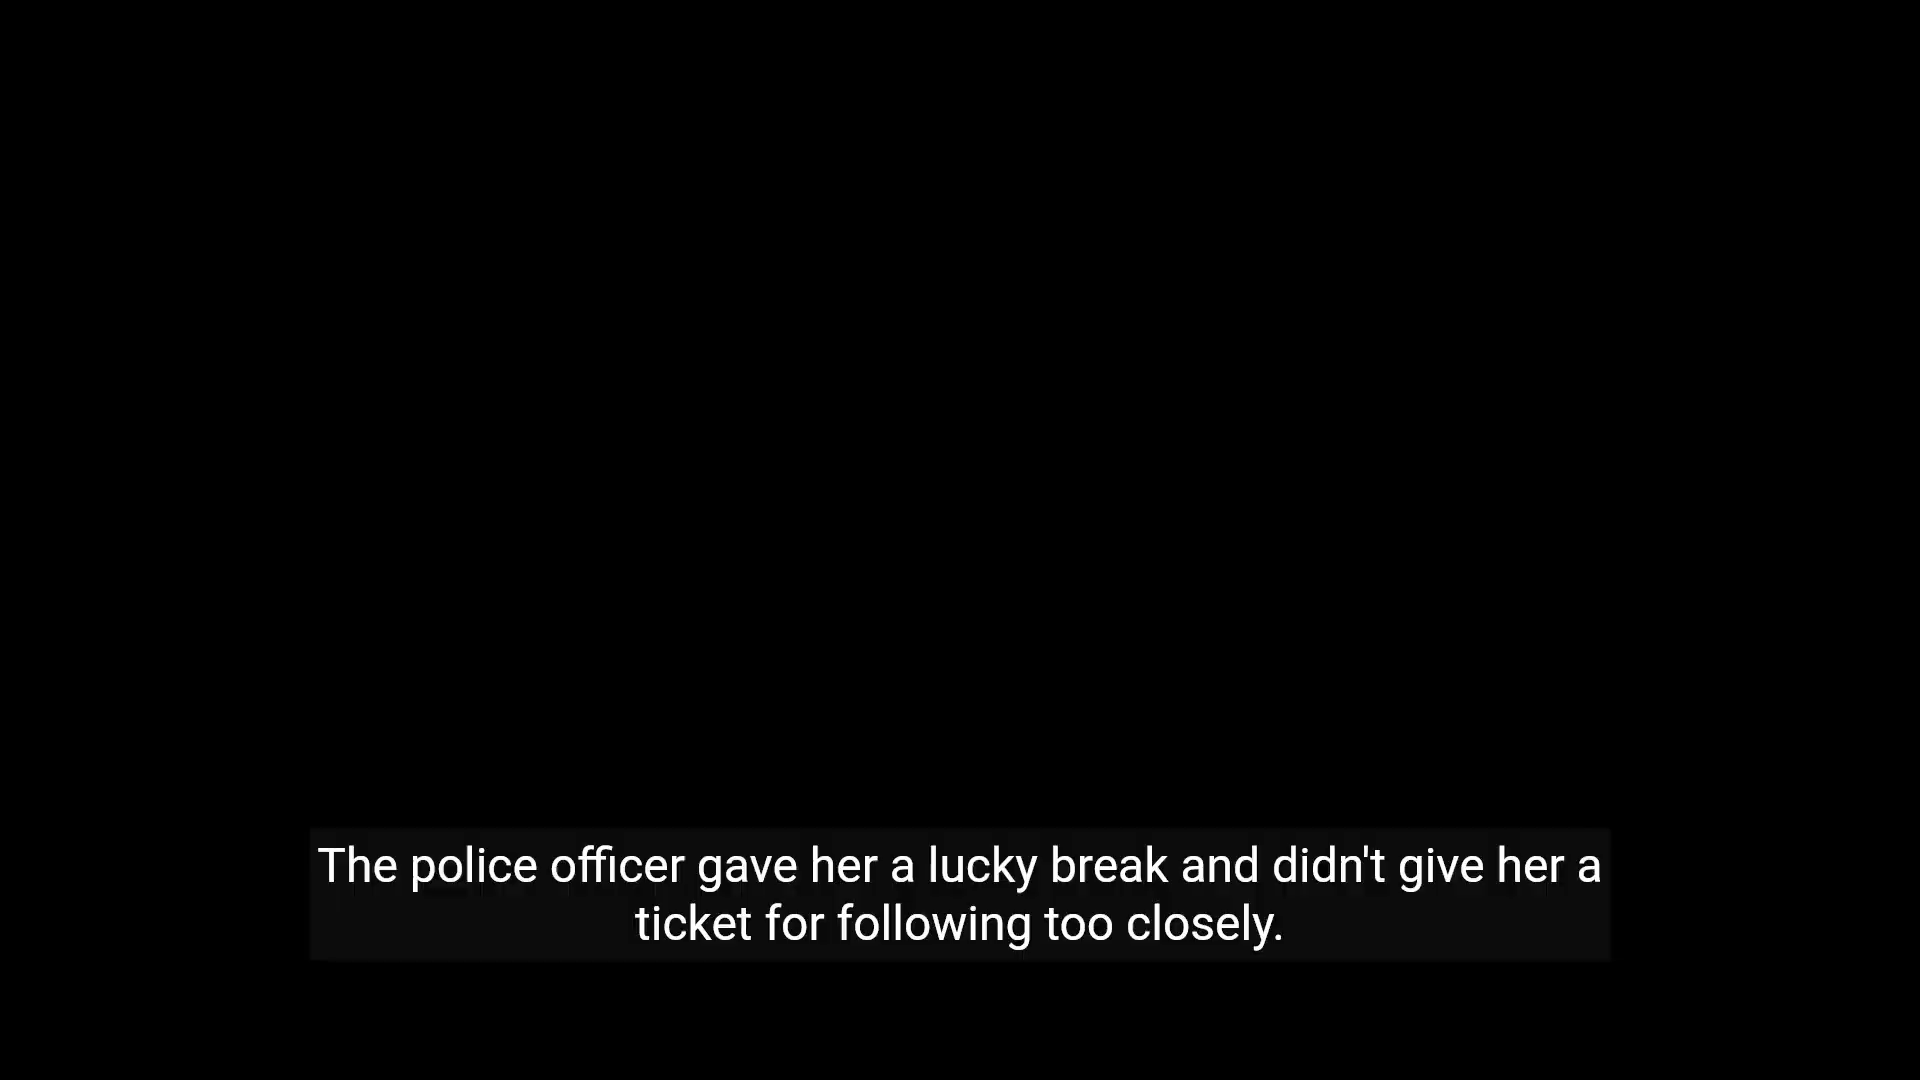 The police officer gave her a lucky break and didn't give her a
ticket for following too closely.